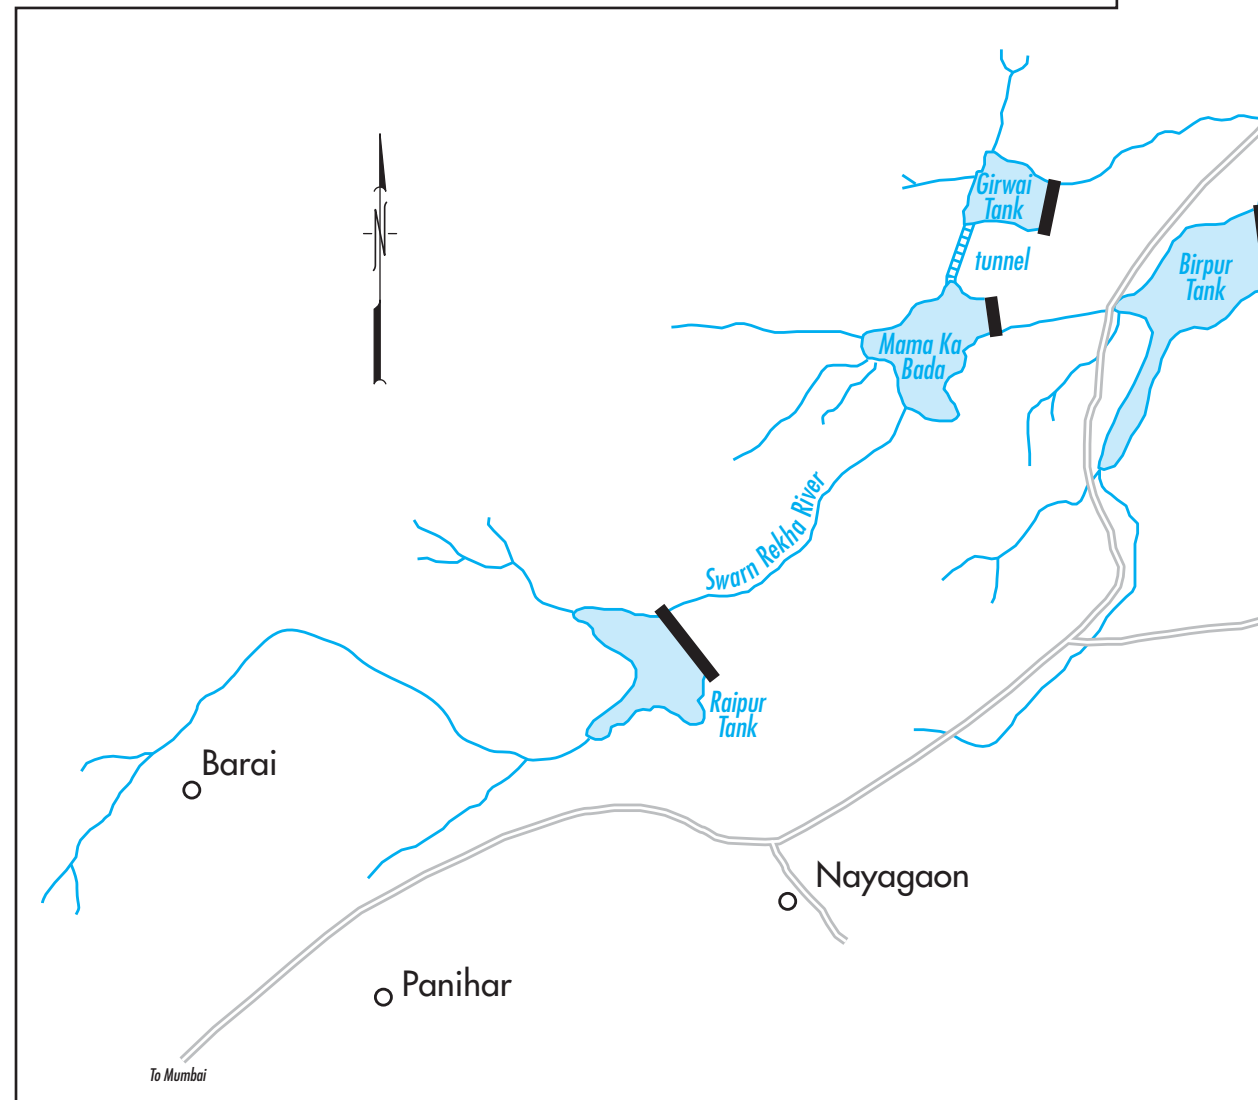 N
Girwai
Tank
tunnel
Birpur
Tank
Mama Ka
Bada
Swarn Rekha River
Raipur
Tank
Barai
Nayagaon
Panihar
To Mumbai